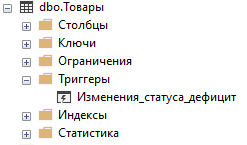 dbo.Товары
Столбцы
Ключи
Ограничения
Триггеры
Изменения_статуса_дефицит
Индексы
Статистика